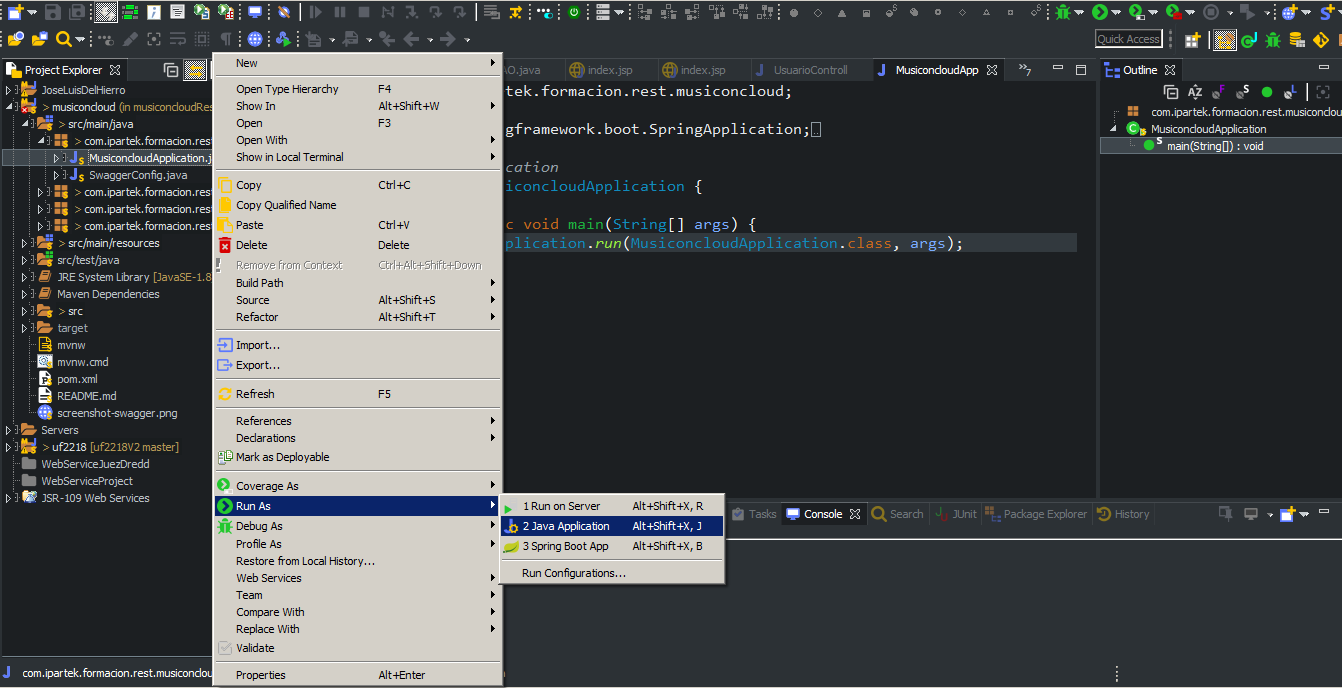 Quick Access
Project Explorer
JoseLuisDelHierro
> musiconcloud (in musiconcloudRes
> src/main/java
> com.ipartek.formacion.rest
MusiconcloudApplication.j
SwaggerConfig.java
> com.ipartek.formacion.rest
> com.ipartek.formacion.rest
> com.ipartek.formacion.rest
> src/main/resources
src/test/java
JRE System Library [JavaSE-1.8
Maven Dependencies
> src
target
mvnw
mvnw.cmd
pom.xml
README.md
screenshot-swagger.png
Servers
> uf2218 [uf2218V2 master]
WebServiceJuezDredd
WebServiceProject
JSR-109 Web Services
com.ipartek.formacion.rest.musiconclou
New
Open Type Hierarchy F4
Show In Alt+Shift+W
Open F3
Open With
Show in Local Terminal
Copy Ctrl+C
Copy Qualified Name
Paste Ctrl+V
Delete Delete
Remove from Context Ctrl+Alt+Shift+Down
Build Path
Source Alt+Shift+S
Refactor Alt+Shift+T
Import...
Export...
Refresh F5
References
Declarations
Mark as Deployable
Coverage As
Run As
Debug As
Profile As
Restore from Local History...
Web Services
Team
Compare With
Replace With
Validate
Properties Alt+Enter
1 Run on Server Alt+Shift+X, R
2 Java Application Alt+Shift+X, J
3 Spring Boot App Alt+Shift+X, B
Run Configurations...
AO.java index.jsp index.jsp UsuarioControll MusiconcloudApp »7
tek.formacion.rest.musiconcloud;
gframework.boot.SpringApplication;
cation
iconcloudApplication {
c void main(String[] args) {
plication.run(MusiconcloudApplication.class, args);
Tasks Console Search JUnit Package Explorer History
Outline
com.ipartek.formacion.rest.musiconclou
MusiconcloudApplication
main(String[]) : void